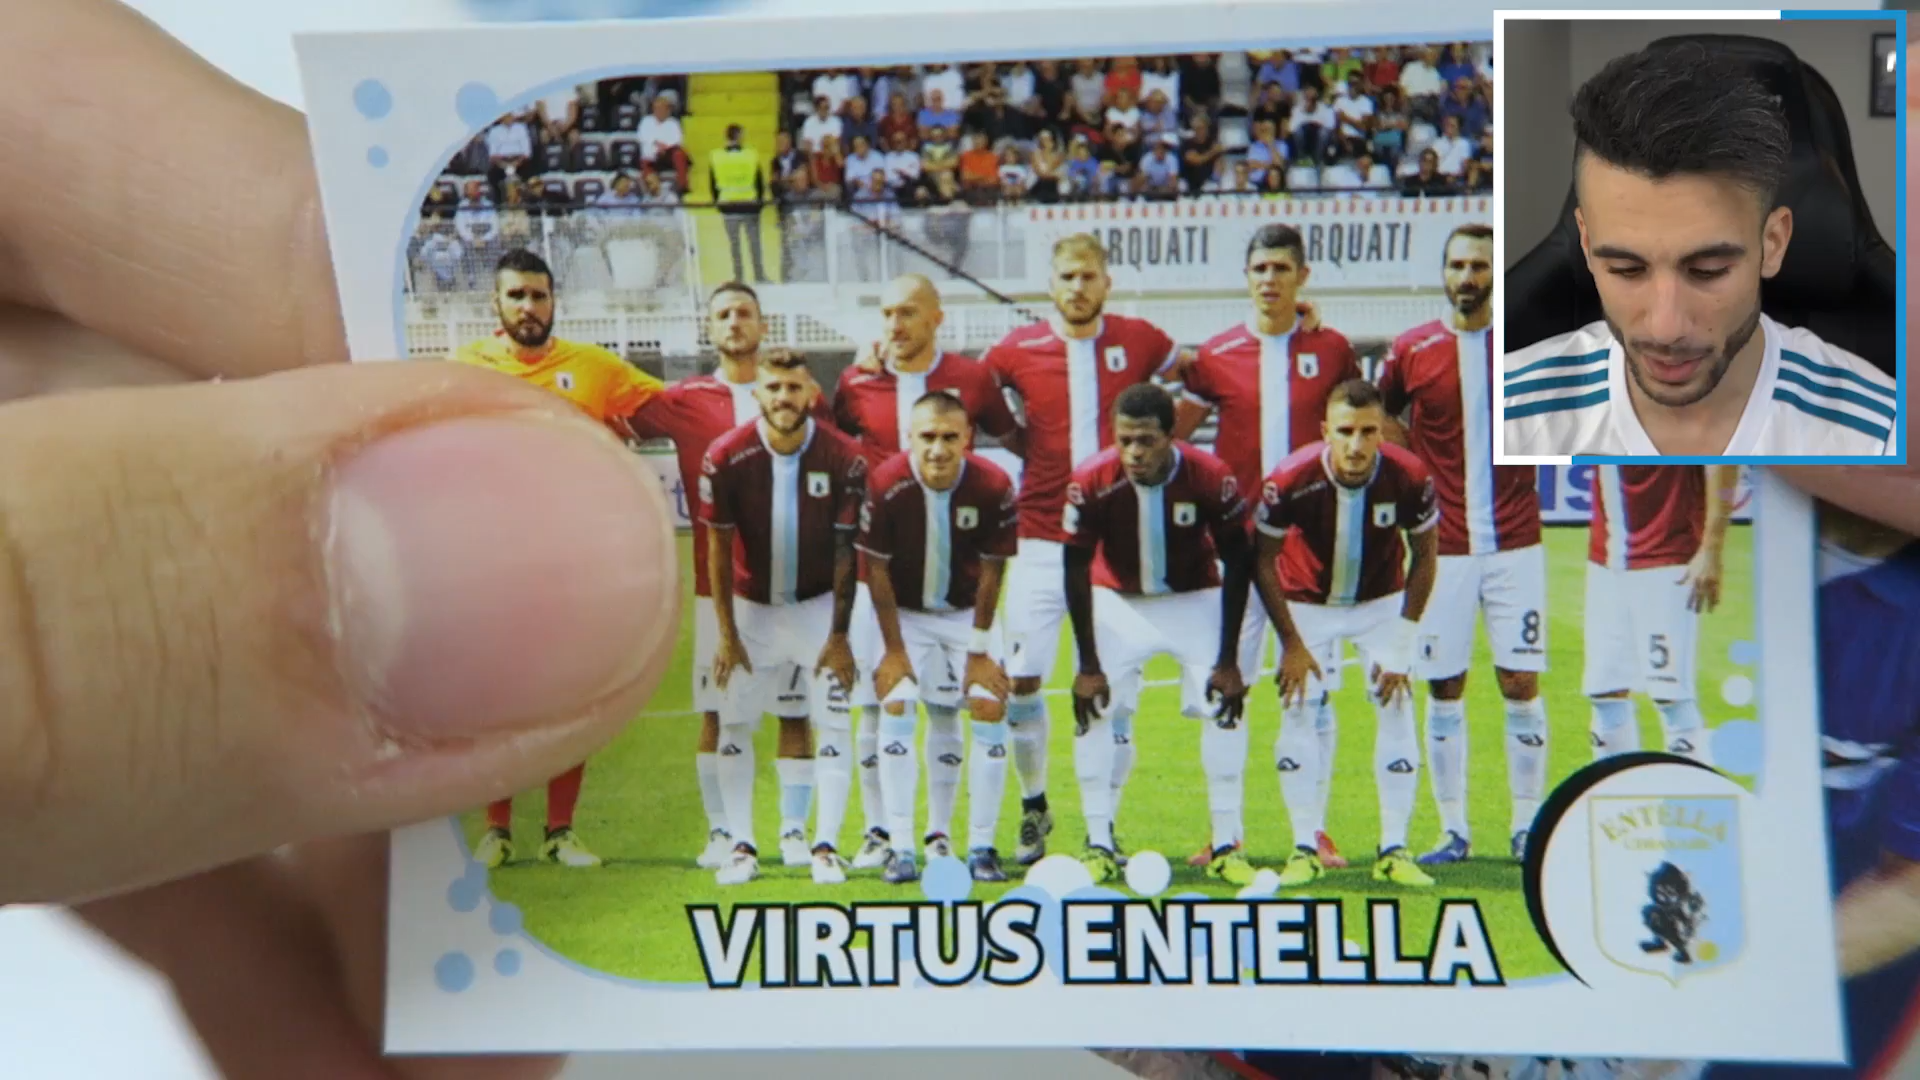 ARQUATI ARQUATI
8
5
ENTELLA
VIRTUS ENTELLA